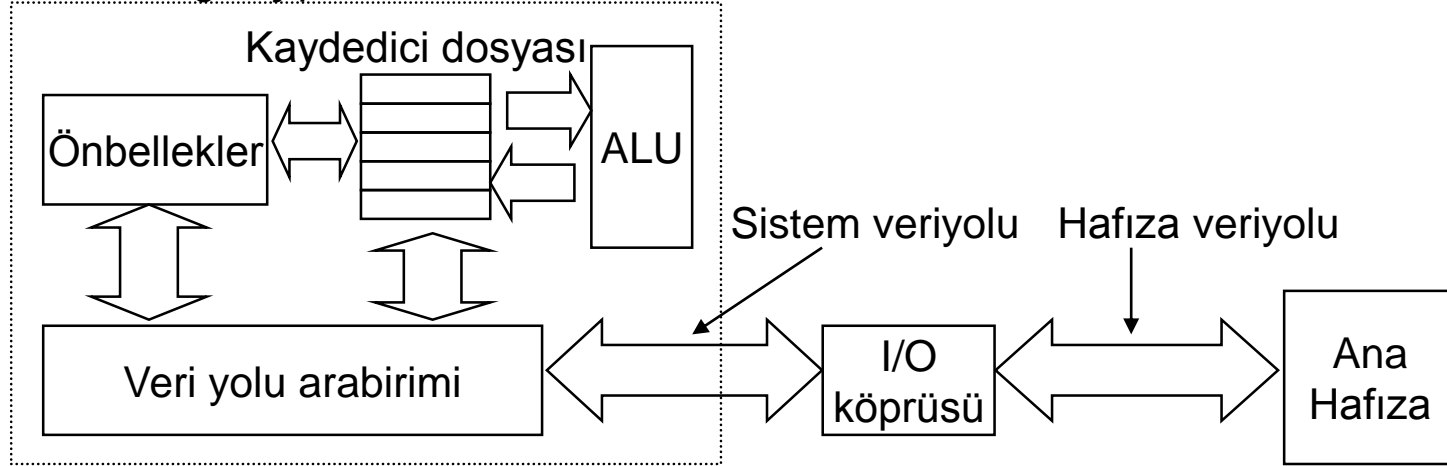 Kaydedici dosyası
Önbellekler
ALU
Sistem veriyolu
Hafıza veriyolu
Veri yolu arabirimi
I/O
köprüsü
Ana
Hafıza